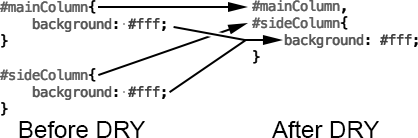 #mainColumn{
    background: #fff;
}
#sideColumn{
    background: #fff;
}
Before DRY
#mainColumn,
#sideColumn{
    background: #fff;
}
After DRY